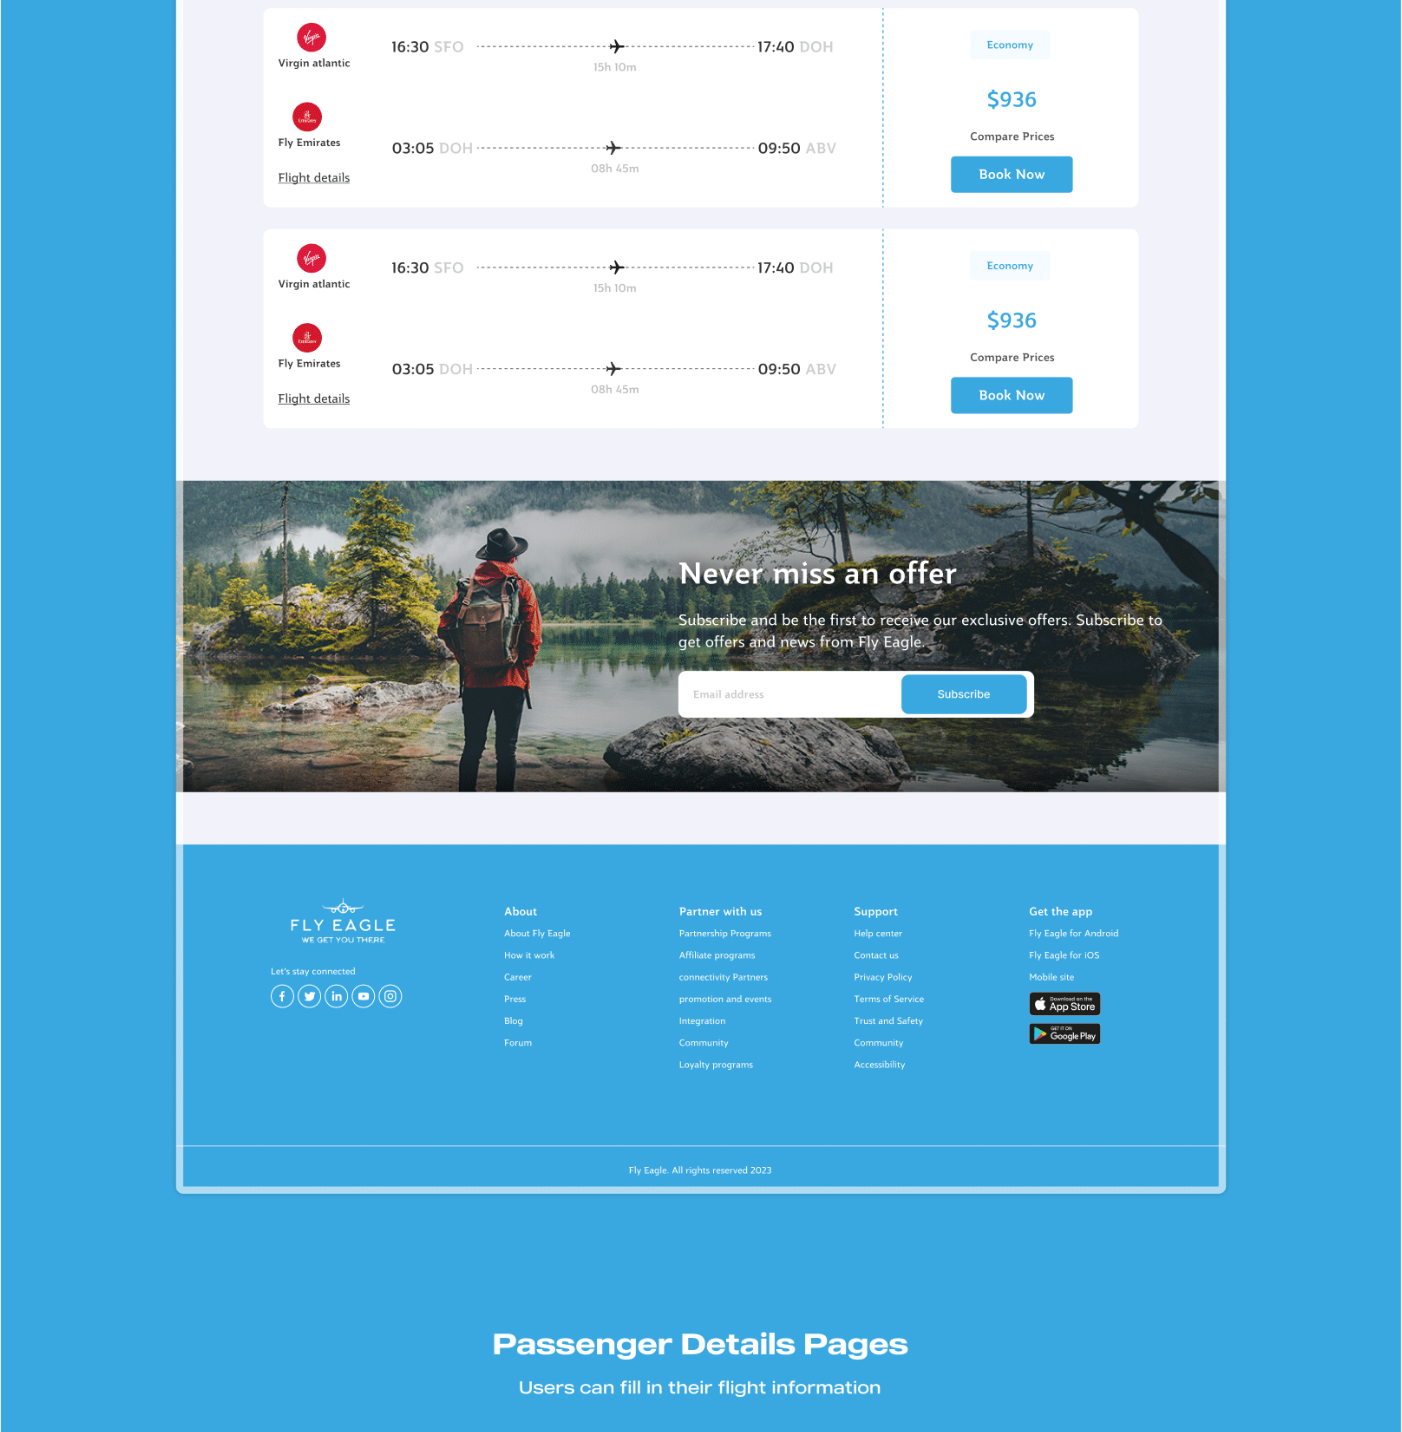 Virgin atlantic
16:30 SFO
17:40 DOH
15h 10m
Economy
$936
Compare Prices
Book Now
Fly Emirates
03:05 DOH
09:50 ABV
08h 45m
Flight details
Virgin atlantic
16:30 SFO
17:40 DOH
15h 10m
Economy
$936
Compare Prices
Book Now
Fly Emirates
03:05 DOH
09:50 ABV
08h 45m
Flight details
Never miss an offer
Subscribe and be the first to receive our exclusive offers. Subscribe to
get offers and news from Fly Eagle.
Email address
Subscribe
FLY EAGLE
WE GET YOU THERE
Let's stay connected
About
About Fly Eagle
How it work
Career
Press
Blog
Forum
Partner with us
Partnership Programs
Affiliate programs
connectivity Partners
promotion and events
Integration
Community
Loyalty programs
Support
Help center
Contact us
Privacy Policy
Terms of Service
Trust and Safety
Community
Accessibility
Get the app
Fly Eagle for Android
Fly Eagle for iOS
Mobile site
Download on the
App Store
GET IT ON
Google Play
Fly Eagle. All rights reserved 2023
Passenger Details Pages
Users can fill in their flight information